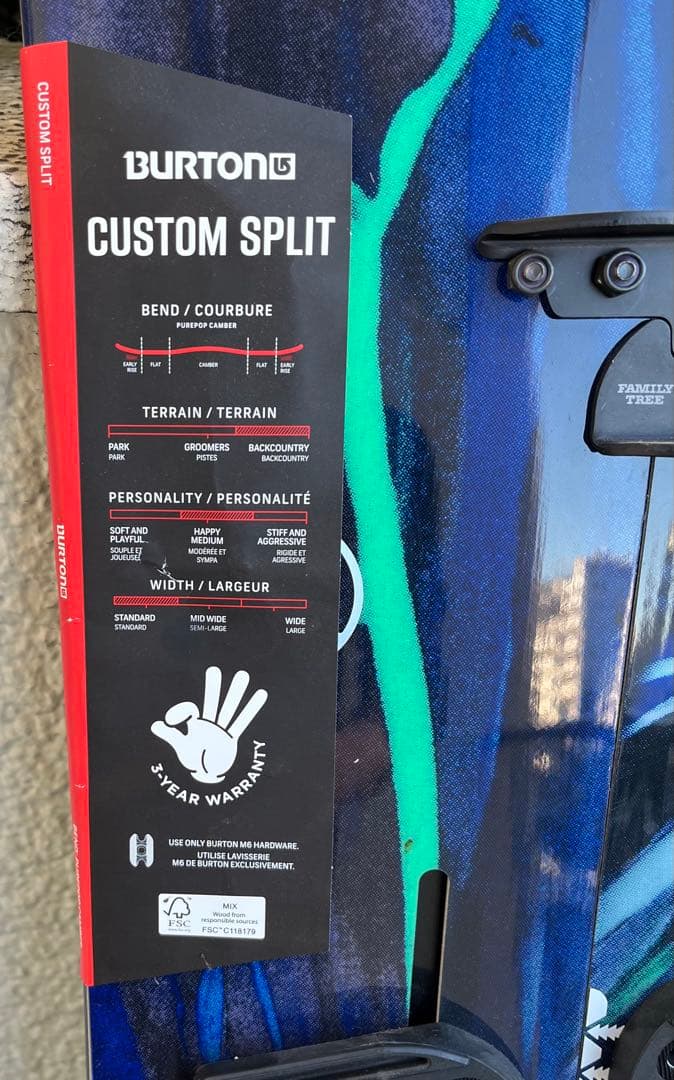 CUSTOM SPLIT
BURTON
CUSTOM SPLIT
BEND / COURBURE
PUREPOP CAMBER
EARLY RISE FLAT CAMBER FLAT EARLY RISE
TERRAIN / TERRAIN
PARK GROOMERS BACKCOUNTRY
PARK PISTES BACKCOUNTRY
PERSONALITY / PERSONALITÉ
SOFT AND PLAYFUL HAPPY MEDIUM STIFF AND AGGRESSIVE
SOUPLE ET JOUEUSE MODÉRÉE ET SYMPA RIGIDE ET AGRESSIVE
WIDTH / LARGEUR
STANDARD MID WIDE WIDE
STANDARD SEMI-LARGE LARGE
3-YEAR WARRANTY
USE ONLY BURTON M6 HARDWARE.
UTILISE LAVISSERIE
M6 DE BURTON EXCLUSIVEMENT.
FSC
www.fsc.org
MIX
Wood from
responsible sources
FSC™ C118179
BURTON
FAMILY
TREE